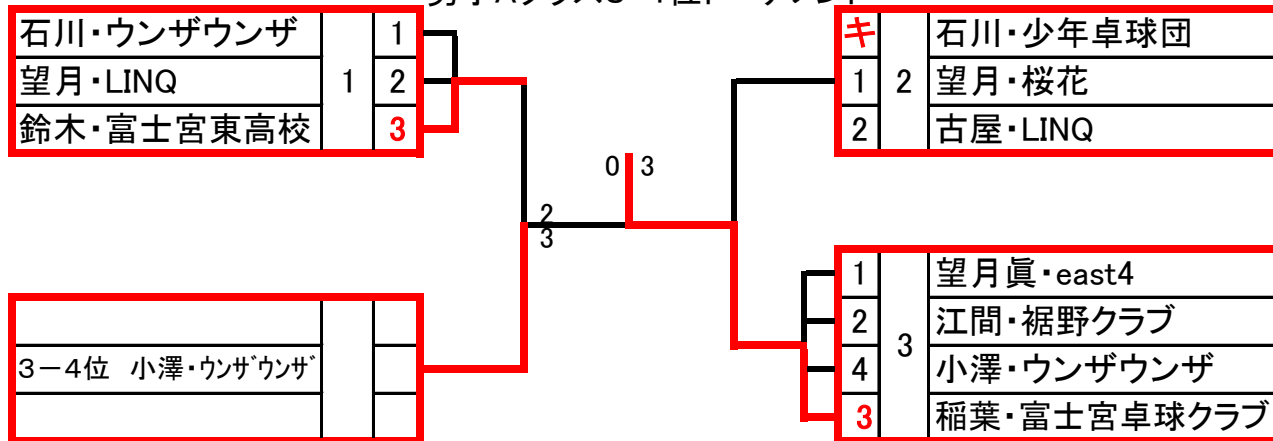 石川・ウンザウンザ 1
望月・LINQ 1 2
鈴木・富士宮東高校 3
キ 石川・少年卓球団
1 2 望月・桜花
2 古屋・LINQ
0 3
2
3
1 望月眞・east4
2 江間・裾野クラブ
3
4 小澤・ウンザウンザ
3 稲葉・富士宮卓球クラブ
1
3－4位 小澤・ｳﾝｻﾞｳﾝｻﾞ